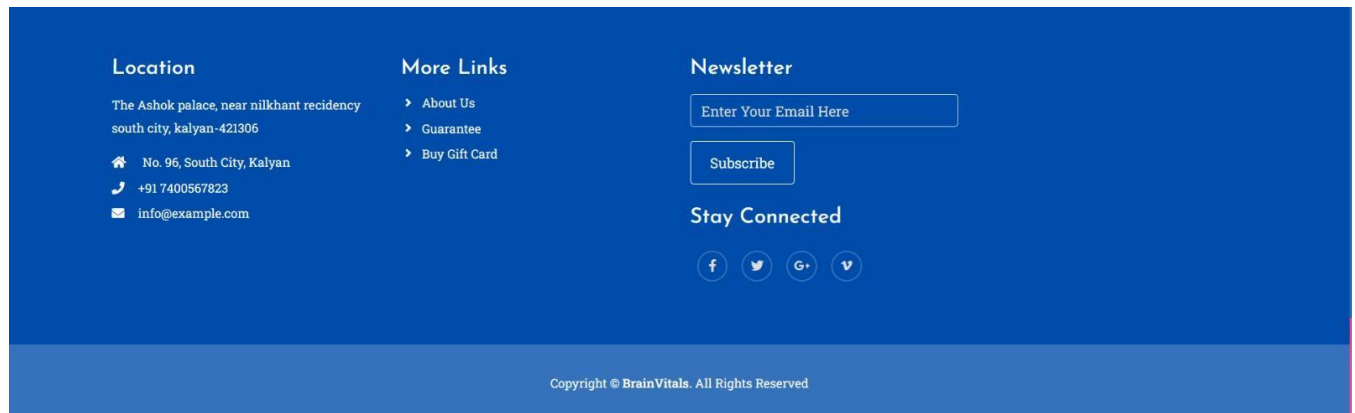 Location
The Ashok palace, near nilkhant recidency
south city, kalyan-421306
No. 96, South City, Kalyan
+91 7400567823
info@example.com
More Links
About Us
Guarantee
Buy Gift Card
Newsletter
Enter Your Email Here
Subscribe
Stay Connected
Copyright © BrainVitals. All Rights Reserved